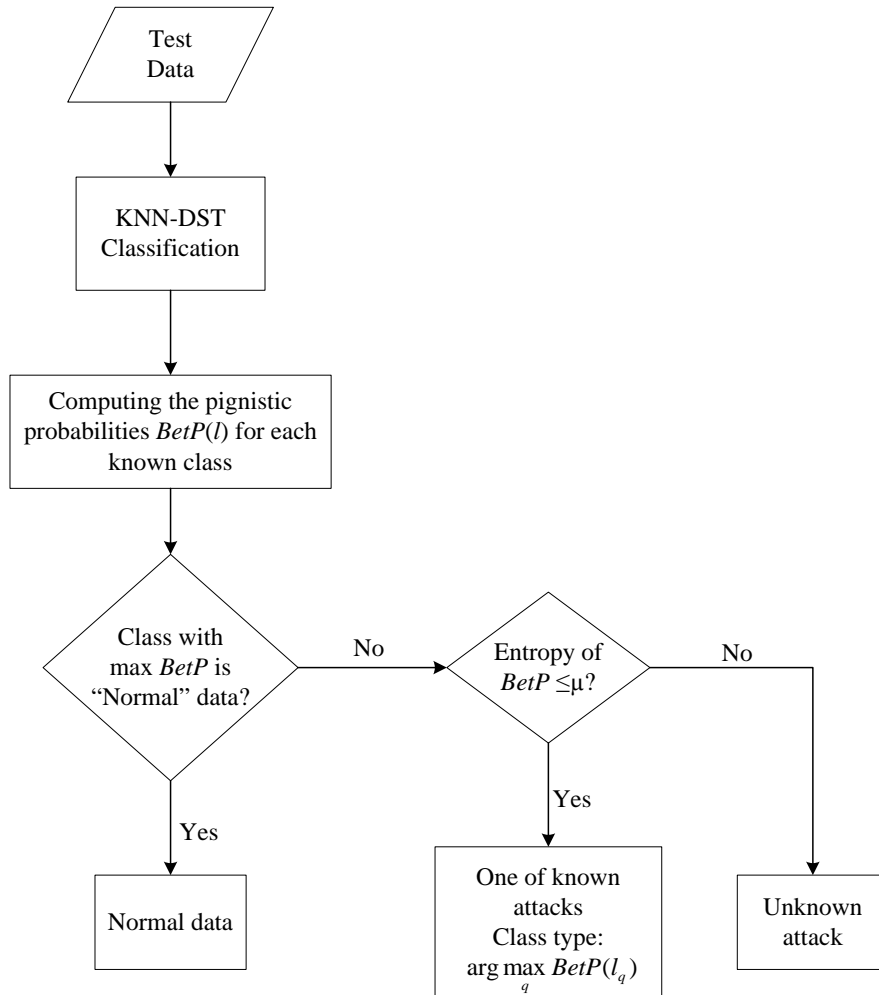 Test
Data
KNN-DST
Classification
Computing the pignistic
probabilities BetP(l) for each
known class
Class with
max BetP is
“Normal” data?
No
Entropy of
BetP ≤μ?
No
Yes
Yes
Normal data
One of known
attacks
Class type:
arg max BetP(l_q)
q
Unknown
attack